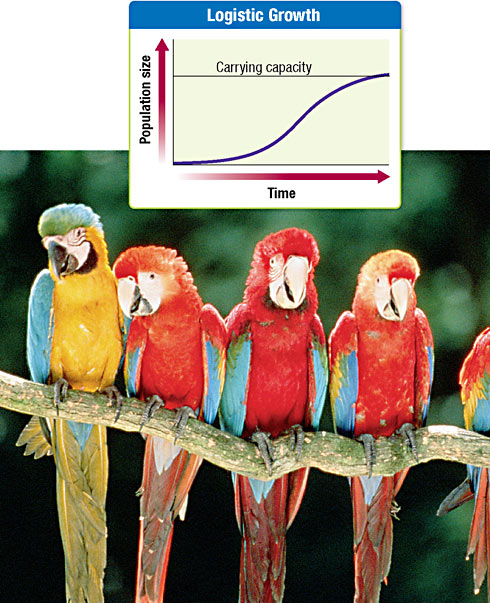 Logistic Growth
Population size
Carrying capacity
Time